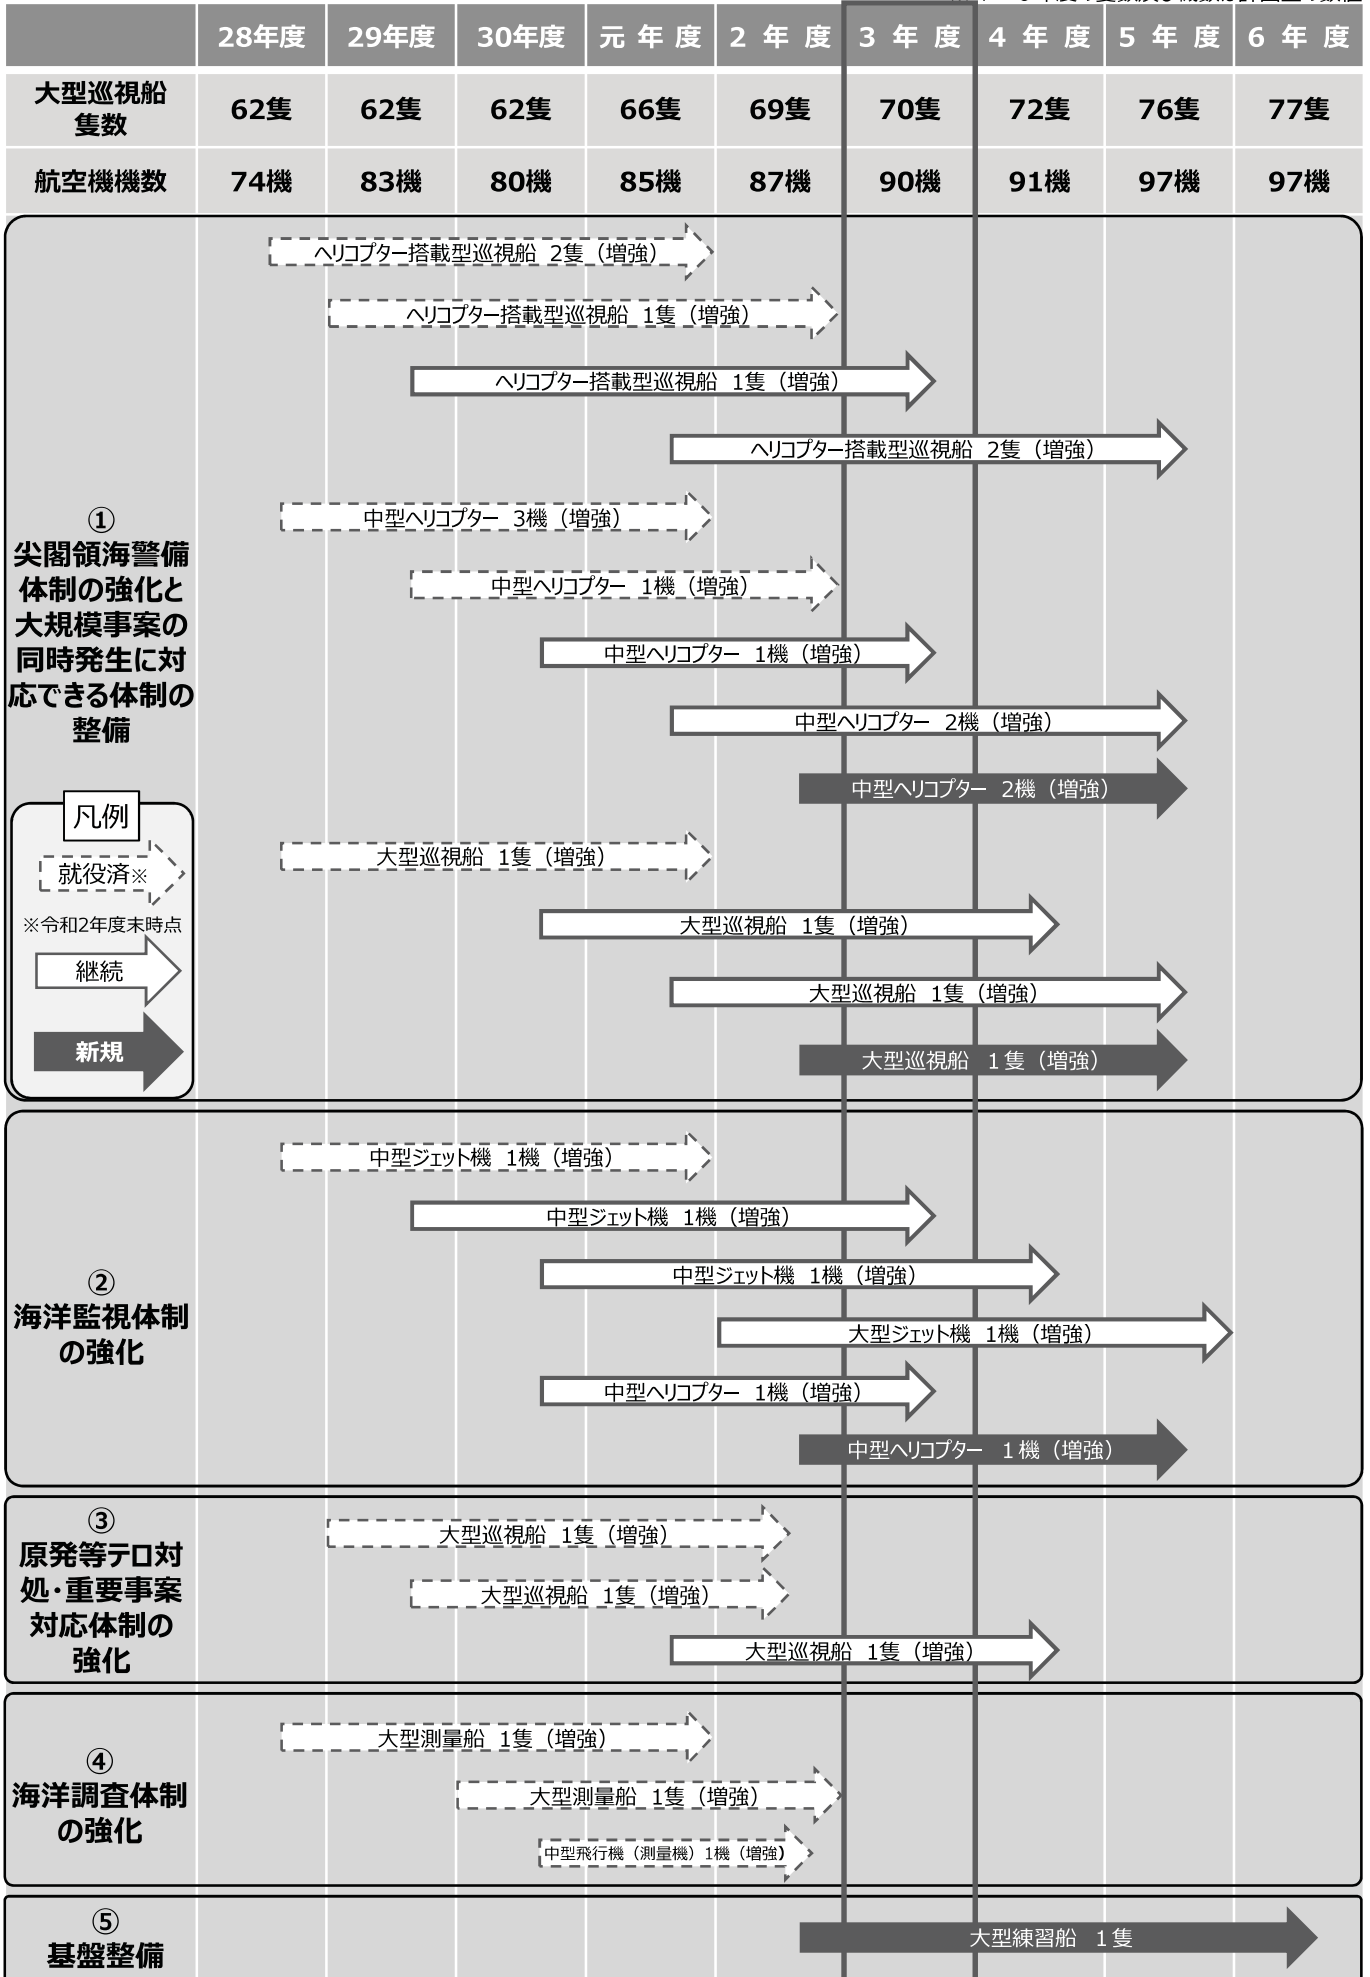 28年度 29年度 30年度 元年度 2年度 3年度 4年度 5年度 6年度
大型巡視船
隻数
62隻 62隻 62隻 66隻 69隻 70隻 72隻 76隻 77隻
航空機機数 74機 83機 80機 85機 87機 90機 91機 97機 97機
①
尖閣領海警備
体制の強化と
大規模事案の
同時発生に対
応できる体制の
整備
ヘリコプター搭載型巡視船 2隻（増強）
ヘリコプター搭載型巡視船 1隻（増強）
ヘリコプター搭載型巡視船 1隻（増強）
ヘリコプター搭載型巡視船 2隻（増強）
中型ヘリコプター 3機（増強）
中型ヘリコプター 1機（増強）
中型ヘリコプター 1機（増強）
中型ヘリコプター 2機（増強）
中型ヘリコプター 2機（増強）
大型巡視船 1隻（増強）
大型巡視船 1隻（増強）
大型巡視船 1隻（増強）
大型巡視船 1隻（増強）
凡例
就役済※
※令和2年度末時点
継続
新規
②
海洋監視体制
の強化
中型ジェット機 1機（増強）
中型ジェット機 1機（増強）
中型ジェット機 1機（増強）
大型ジェット機 1機（増強）
中型ヘリコプター 1機（増強）
中型ヘリコプター 1機（増強）
③
原発等テロ対
処・重要事案
対応体制の
強化
大型巡視船 1隻（増強）
大型巡視船 1隻（増強）
大型巡視船 1隻（増強）
④
海洋調査体制
の強化
大型測量船 1隻（増強）
大型測量船 1隻（増強）
中型飛行機（測量機）1機（増強）
⑤
基盤整備
大型練習船 1隻